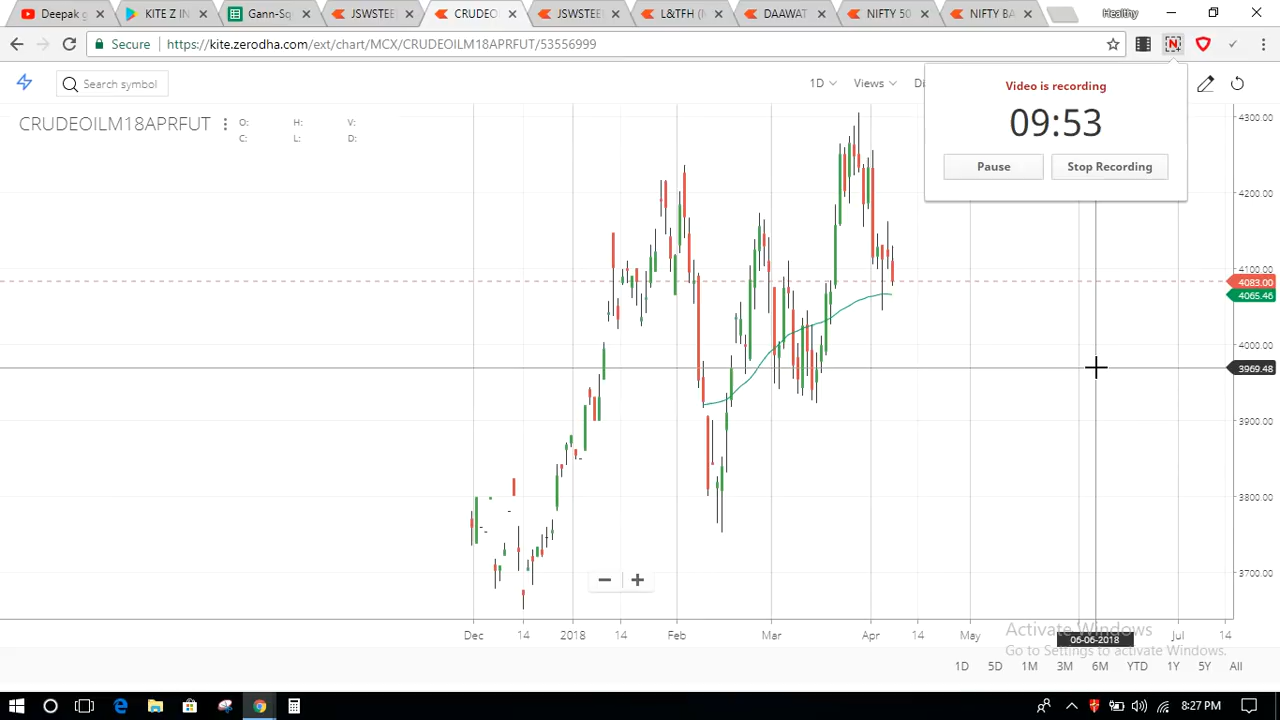 Deepak g
KITE Z IN
Gann-Sq
JSWSTEE
CRUDEO
JSWSTEE
L&TFH (N
DAAWAT
NIFTY 50
NIFTY BA
Healthy
Secure
https://kite.zerodha.com/ext/chart/MCX/CRUDEOILM18APRFUT/53556999
Search symbol
1D
Views
Di
Video is recording
09:53
Pause
Stop Recording
CRUDEOILM18APRFUT
O:
H:
V:
C:
L:
D:
4300.00
4200.00
4100.00
4083.00
4065.46
4000.00
3969.48
3900.00
3800.00
3700.00
Dec
14
2018
14
Feb
Mar
Apr
14
May
06-06-2018
Jul
14
Activate Windows
Go to Settings to activate Windows.
1D
5D
1M
3M
6M
YTD
1Y
5Y
All
8:27 PM